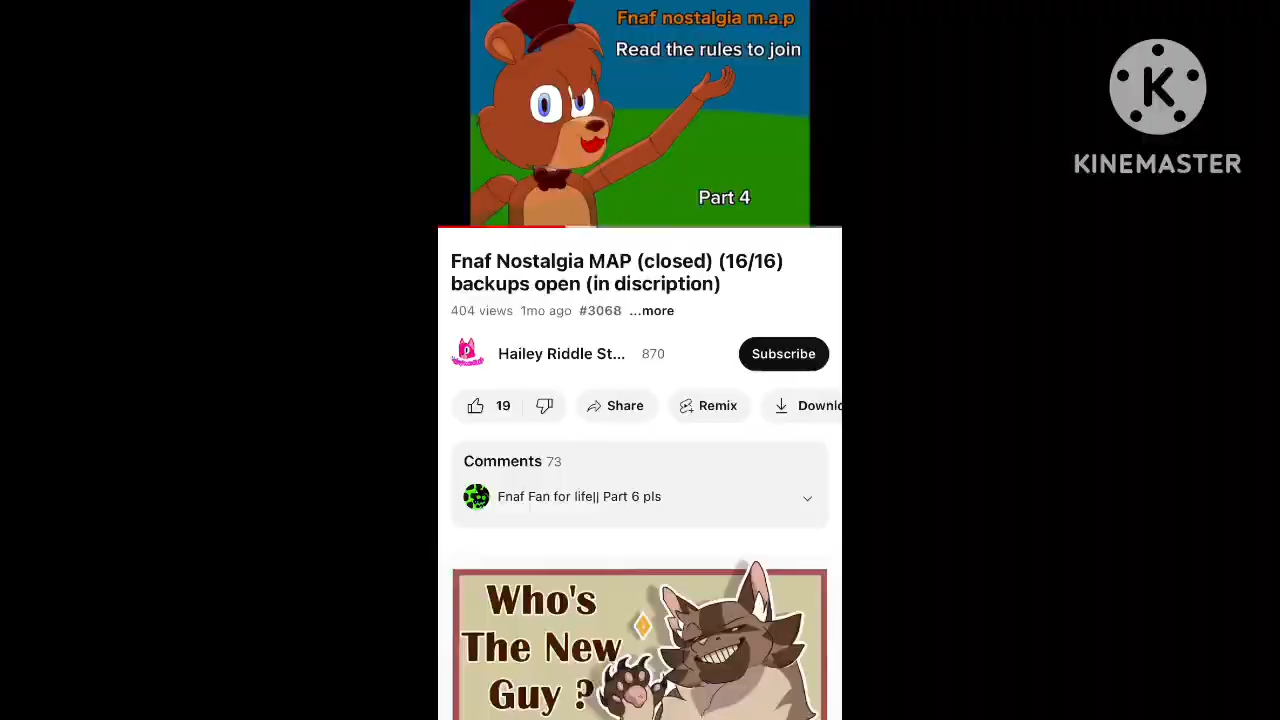 Fnaf nostalgia m.a.p
Read the rules to join
Part 4
K
KINEMASTER
Fnaf Nostalgia MAP (closed) (16/16)
backups open (in discription)
404 views 1mo ago #3068 ...more
Hailey Riddle St... 870
Subscribe
19
Share
Remix
Downlo
Comments 73
Fnaf Fan for life|| Part 6 pls
Who's
The New
Guy ?